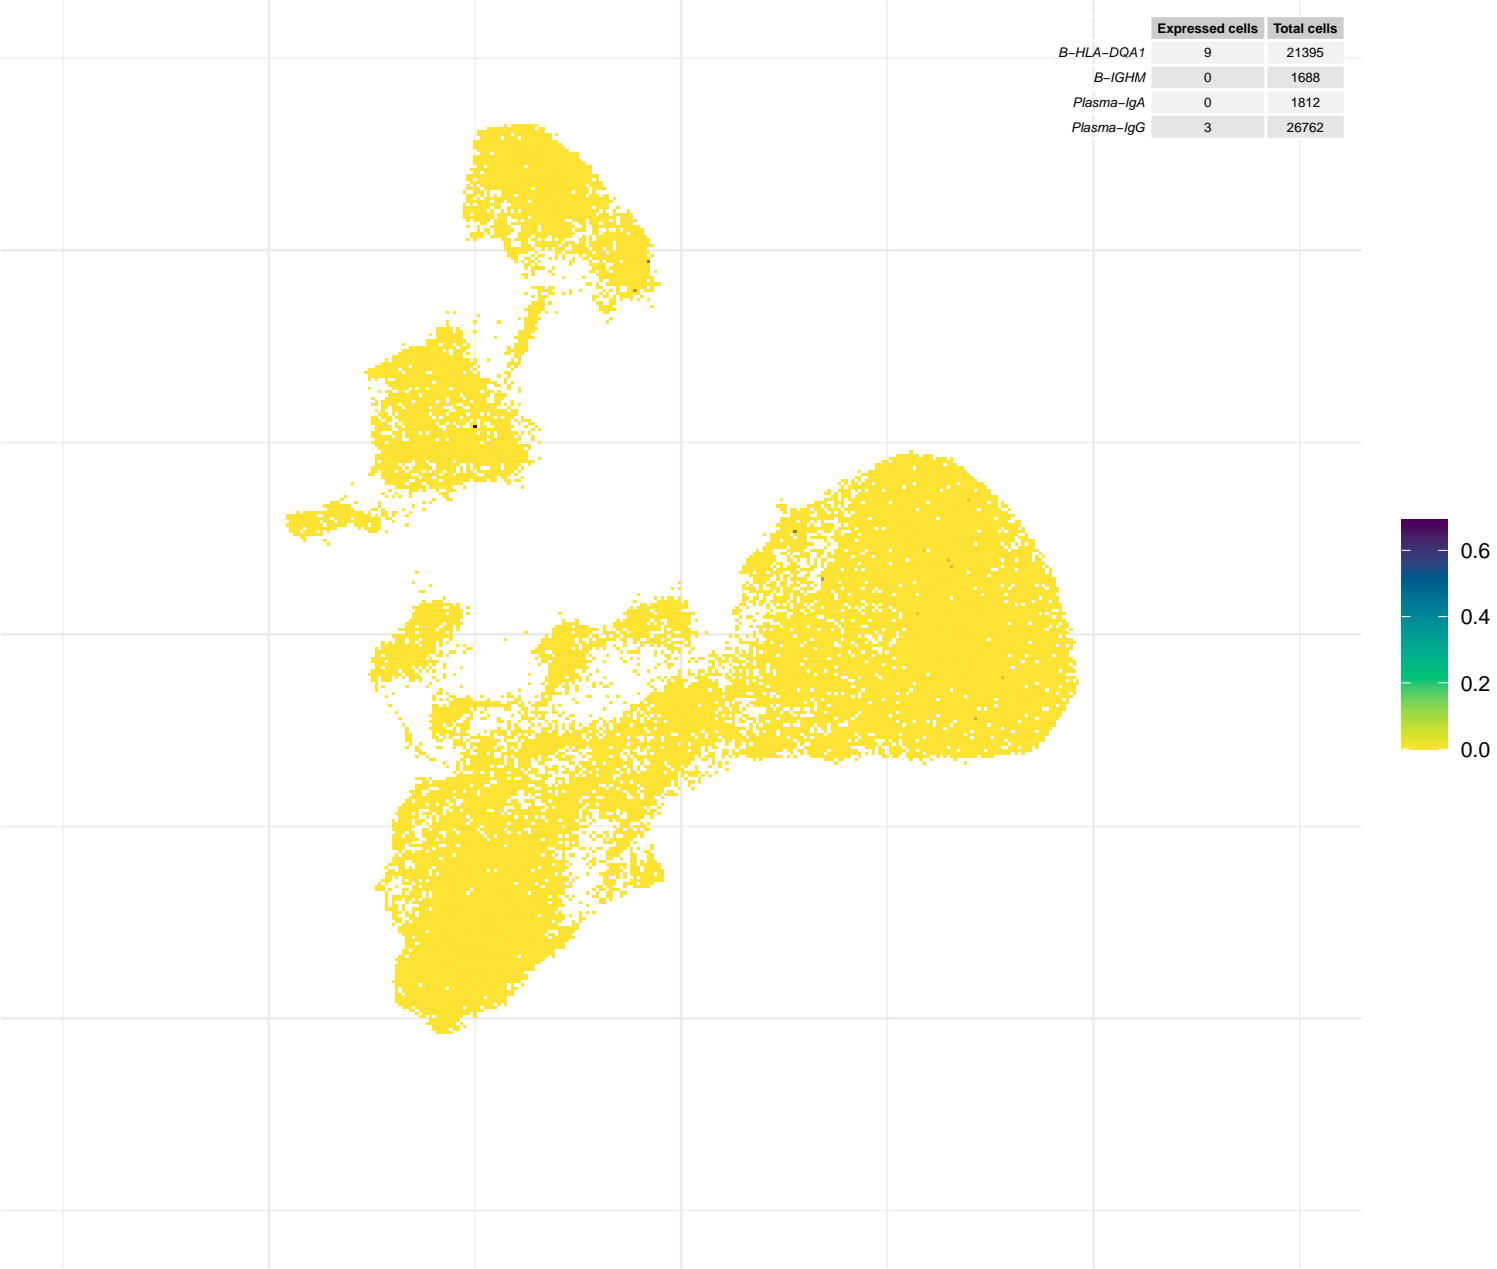 Expressed cells Total cells
B−HLA−DQA1 9 21395
B−IGHM 0 1688
Plasma−IgA 0 1812
Plasma−IgG 3 26762
0.6
0.4
0.2
0.0